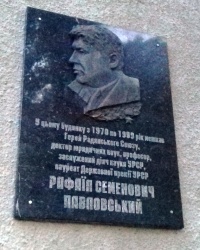 У цьому будинку з 1970 по 1989 рік мешкав
Герой Радянського Союзу,
доктор юридичних наук, професор,
заслужений діяч науки УРСР,
лауреат Державної премії УРСР
РАФАЇЛ СЕМЕНОВИЧ
ПАВЛОВСЬКИЙ